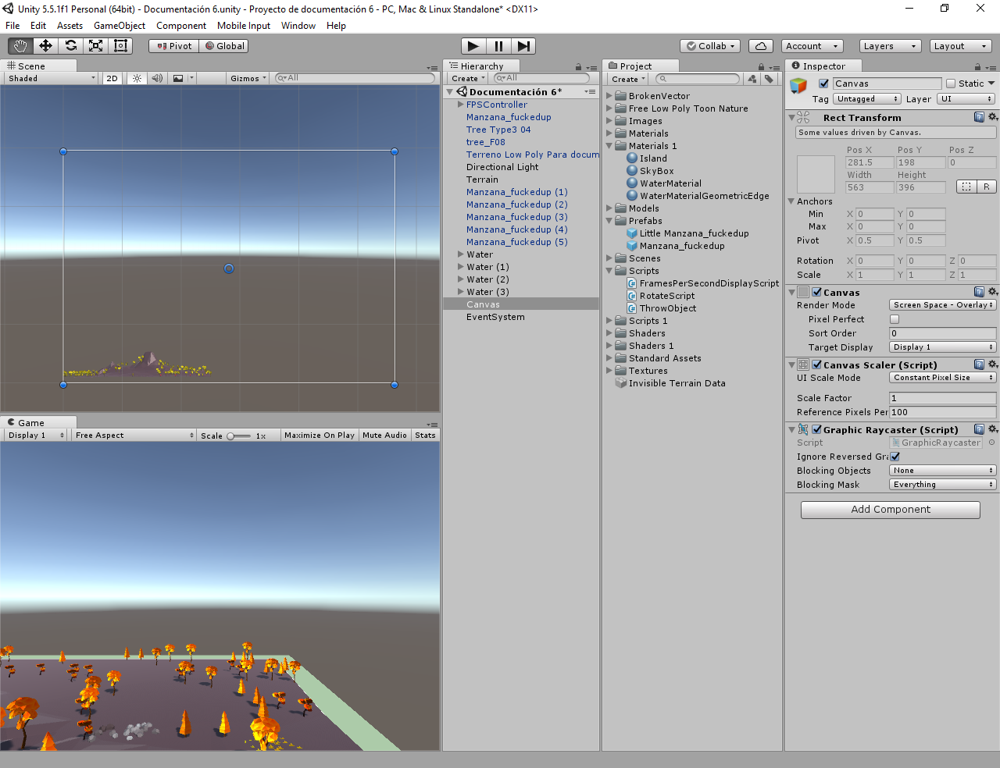 Unity 5.5.1f1 Personal (64bit) - Documentación 6.unity - Proyecto de documentación 6 - PC, Mac & Linux Standalone* <DX11>
File Edit Assets GameObject Component Mobile Input Window Help
Pivot Global Collab Account Layers Layout
Scene
Shaded 2D Gizmos All
Game
Display 1 Free Aspect Scale 1x Maximize On Play Mute Audio Stats
Hierarchy
Create All
Documentación 6*
FPSController
Manzana_fuckedup
Tree Type3 04
tree_F08
Terreno Low Poly Para docum
Directional Light
Terrain
Manzana_fuckedup (1)
Manzana_fuckedup (2)
Manzana_fuckedup (3)
Manzana_fuckedup (4)
Manzana_fuckedup (5)
Water
Water (1)
Water (2)
Water (3)
Canvas
EventSystem
Project
Create
BrokenVector
Free Low Poly Toon Nature
Images
Materials
Materials 1
Island
SkyBox
WaterMaterial
WaterMaterialGeometricEdge
Models
Prefabs
Little Manzana_fuckedup
Manzana_fuckedup
Scenes
Scripts
FramesPerSecondDisplayScript
RotateScript
ThrowObject
Scripts 1
Shaders
Shaders 1
Standard Assets
Textures
Invisible Terrain Data
Inspector
Canvas Static
Tag Untagged Layer UI
Rect Transform
Some values driven by Canvas.
Pos X Pos Y Pos Z
281.5 198 0
Width Height
563 396 R
Anchors
Min X 0 Y 0
Max X 0 Y 0
Pivot X 0.5 Y 0.5
Rotation X 0 Y 0 Z 0
Scale X 1 Y 1 Z 1
Canvas
Render Mode Screen Space - Overlay
Pixel Perfect
Sort Order 0
Target Display Display 1
Canvas Scaler (Script)
UI Scale Mode Constant Pixel Size
Scale Factor 1
Reference Pixels Per 100
Graphic Raycaster (Script)
Script GraphicRaycaster
Ignore Reversed Gra
Blocking Objects None
Blocking Mask Everything
Add Component